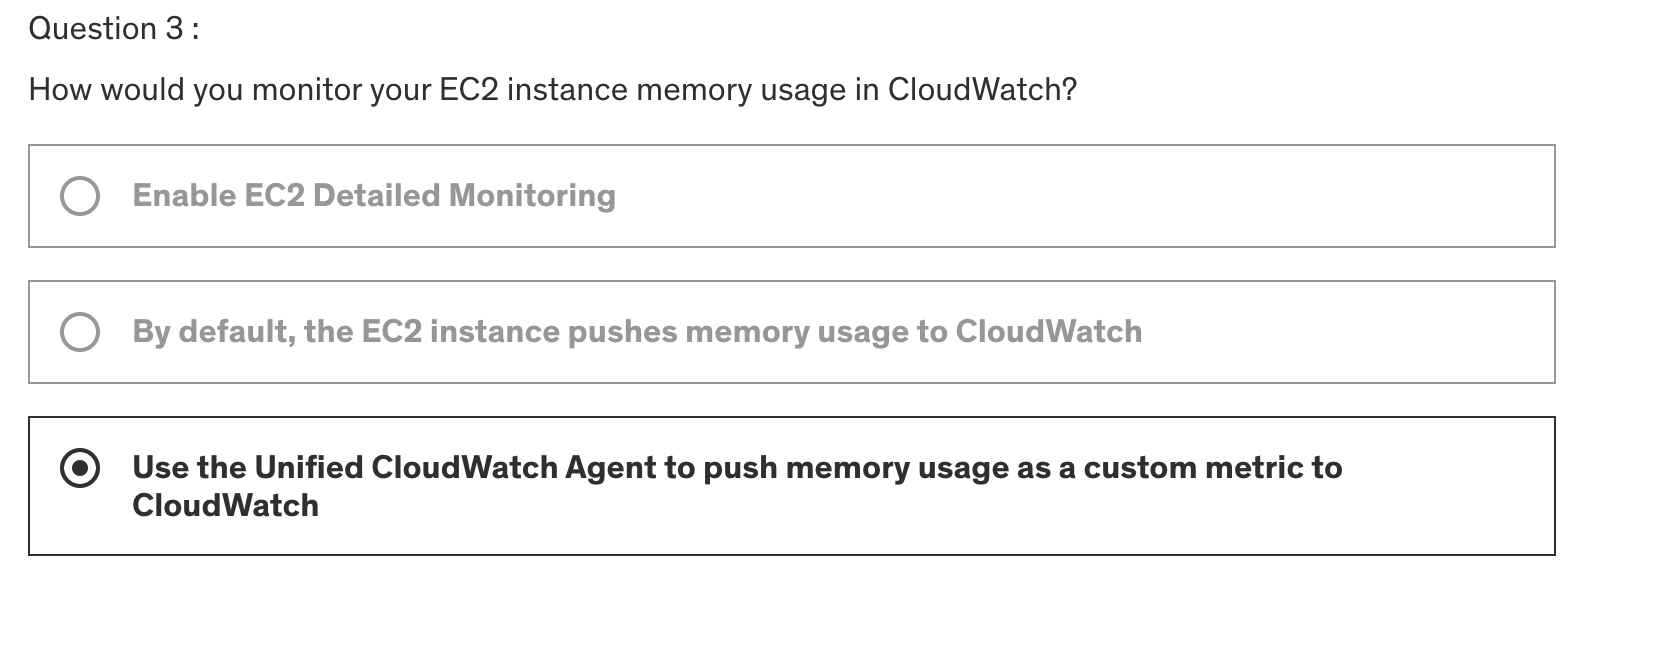 Question 3 :
How would you monitor your EC2 instance memory usage in CloudWatch?
Enable EC2 Detailed Monitoring
By default, the EC2 instance pushes memory usage to CloudWatch
Use the Unified CloudWatch Agent to push memory usage as a custom metric to
CloudWatch